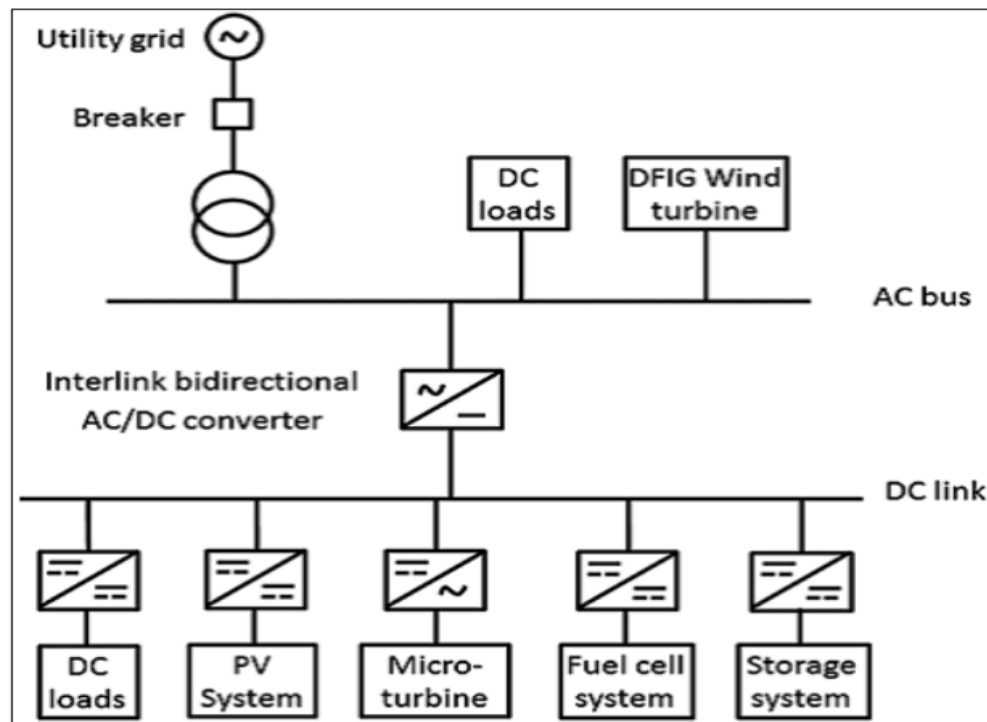 Utility grid
Breaker
DC
loads
DFIG Wind
turbine
AC bus
Interlink bidirectional
AC/DC converter
DC link
DC
loads
PV
System
Micro-
turbine
Fuel cell
system
Storage
system